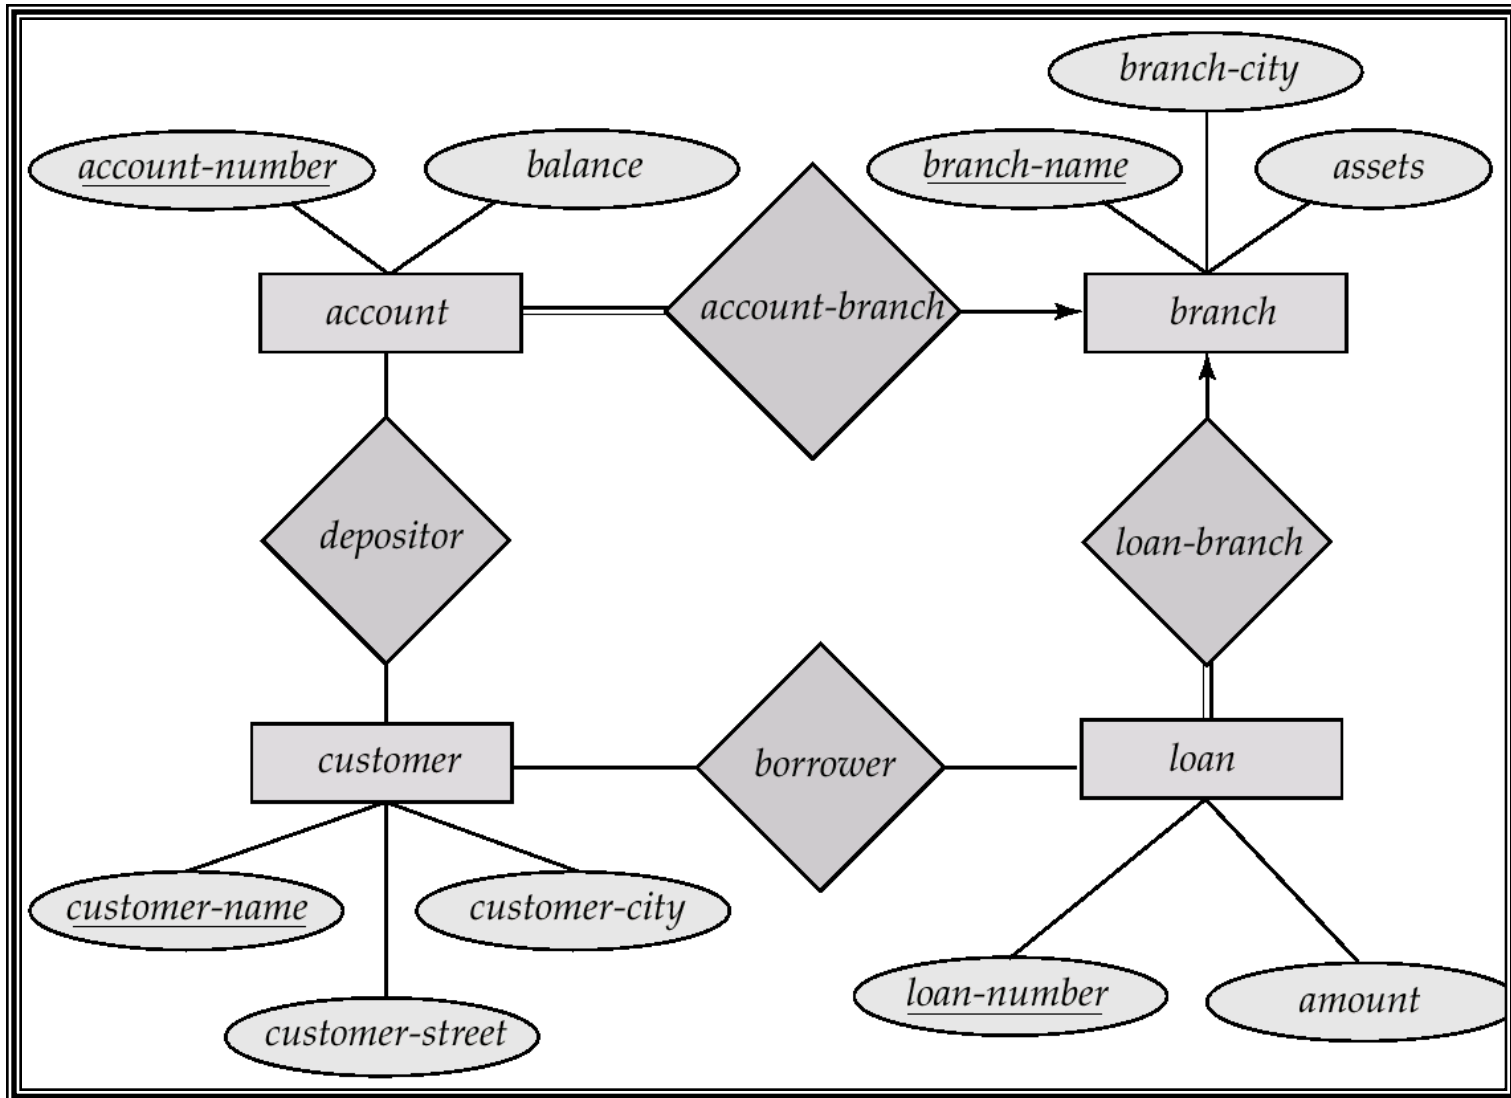 branch-city
account-number
balance
branch-name
assets
account
account-branch
branch
depositor
loan-branch
customer
borrower
loan
customer-name
customer-city
loan-number
amount
customer-street